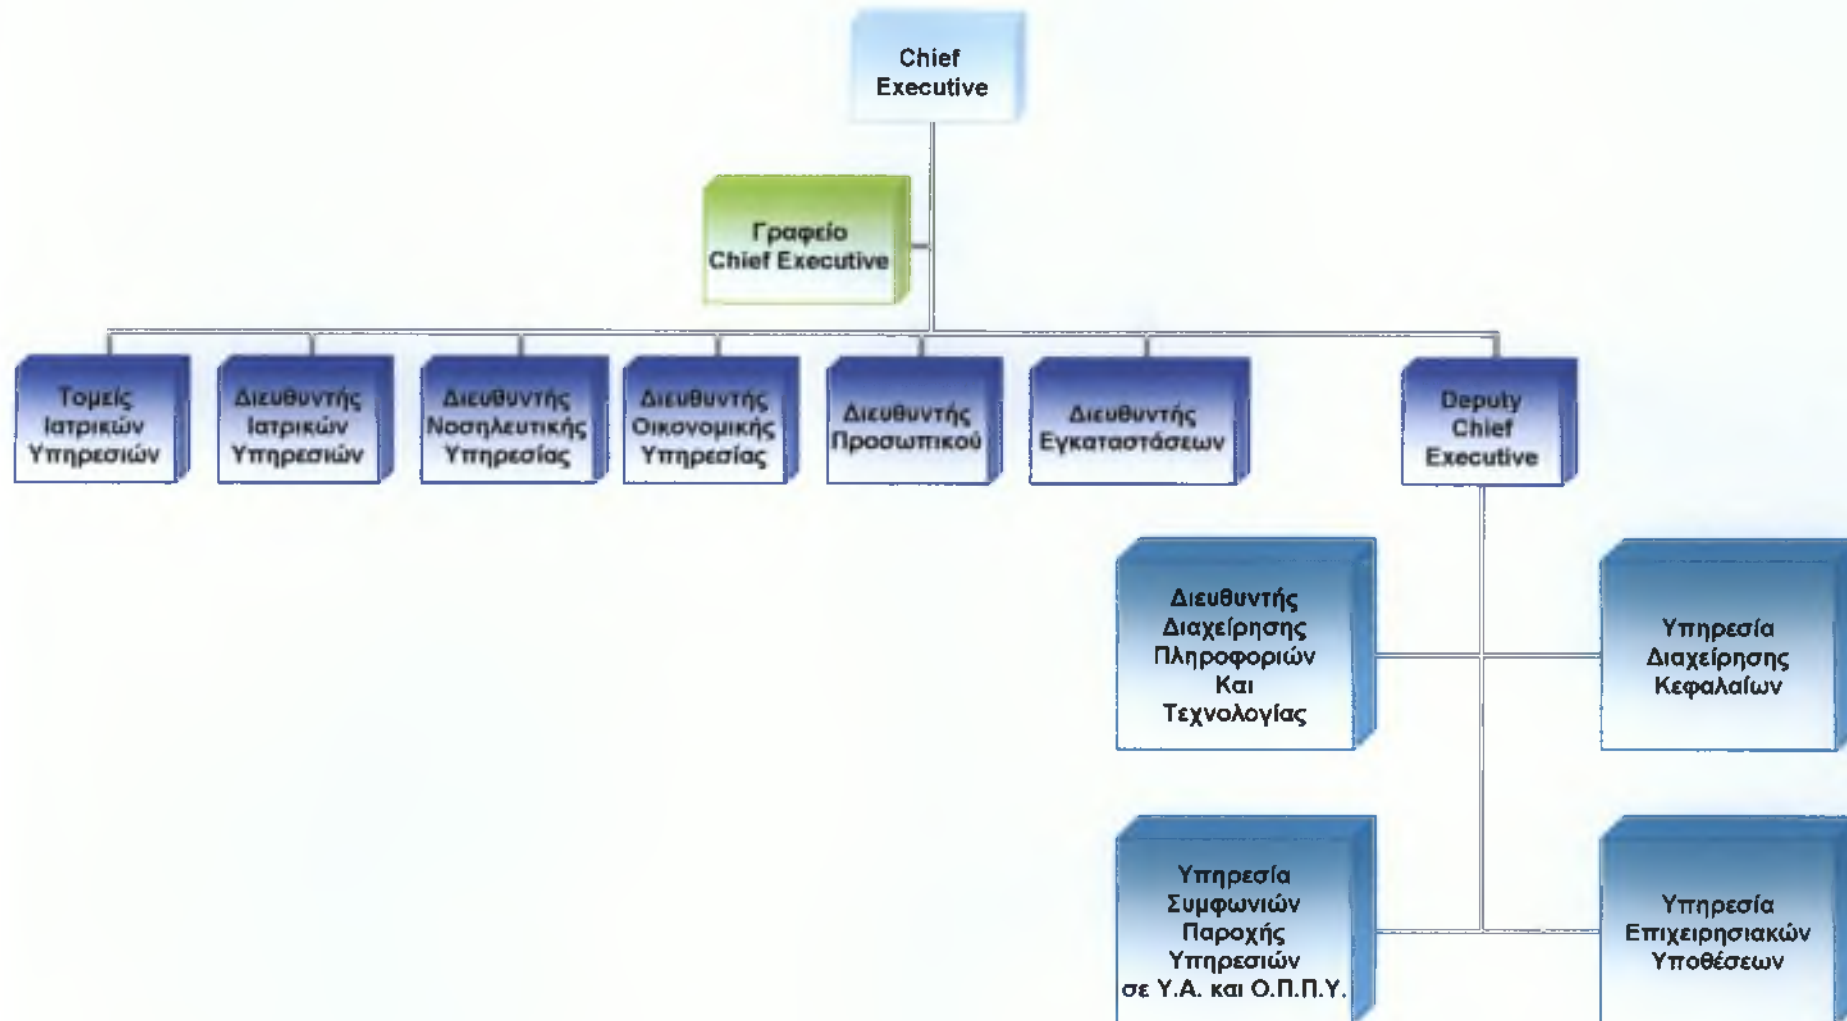 Chief
Executive
Γραφείο
Chief Executive
Τομείς
Ιατρικών
Υπηρεσιών
Διευθυντής
Ιατρικών
Υπηρεσιών
Διευθυντής
Νοσηλευτικής
Υπηρεσίας
Διευθυντής
Οικονομικής
Υπηρεσίας
Διευθυντής
Προσωπικού
Διευθυντής
Εγκαταστάσεων
Deputy
Chief
Executive
Διευθυντής
Διαχείρησης
Πληροφοριών
Και
Τεχνολογίας
Υπηρεσία
Διαχείρησης
Κεφαλαίων
Υπηρεσία
Συμφωνιών
Παροχής
Υπηρεσιών
σε Υ.Α. και Ο.Π.Π.Υ.
Υπηρεσία
Επιχειρησιακών
Υποθέσεων